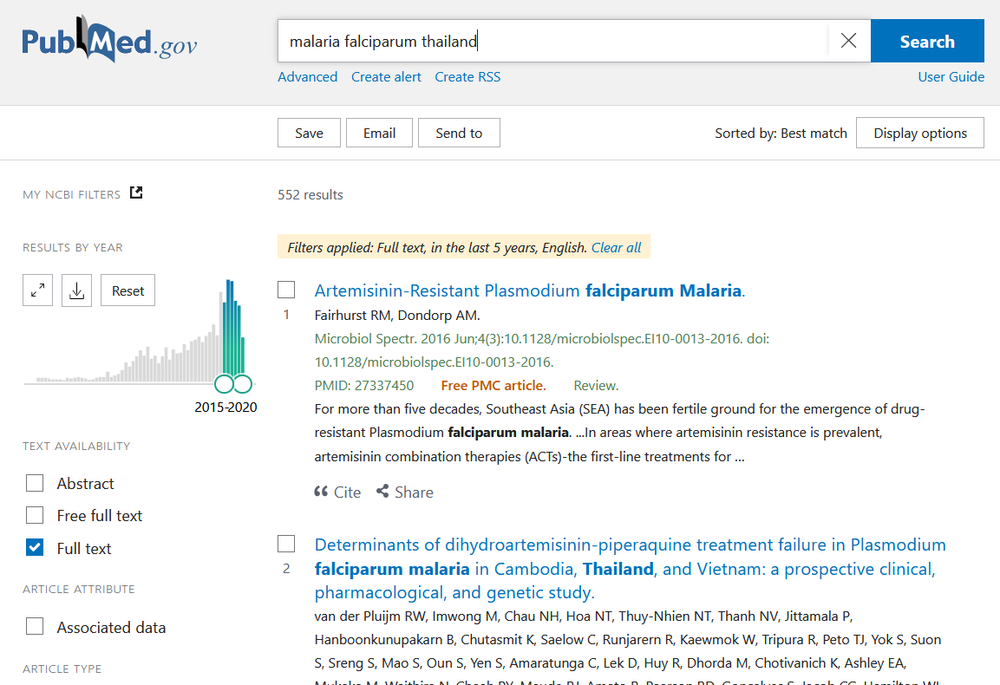 PubMed.gov
malaria falciparum thailand
Search
Advanced Create alert Create RSS
User Guide
Save Email Send to
Sorted by: Best match Display options
MY NCBI FILTERS
552 results
RESULTS BY YEAR
Filters applied: Full text, in the last 5 years, English. Clear all
Reset
2015-2020
TEXT AVAILABILITY
Abstract
Free full text
Full text
ARTICLE ATTRIBUTE
Associated data
ARTICLE TYPE
1
Artemisinin-Resistant Plasmodium falciparum Malaria.
Fairhurst RM, Dondorp AM.
Microbiol Spectr. 2016 Jun;4(3):10.1128/microbiolspec.EI10-0013-2016. doi:
10.1128/microbiolspec.EI10-0013-2016.
PMID: 27337450 Free PMC article. Review.
For more than five decades, Southeast Asia (SEA) has been fertile ground for the emergence of drug-
resistant Plasmodium falciparum malaria. ...In areas where artemisinin resistance is prevalent,
artemisinin combination therapies (ACTs)-the first-line treatments for ...
Cite Share
2
Determinants of dihydroartemisinin-piperaquine treatment failure in Plasmodium
falciparum malaria in Cambodia, Thailand, and Vietnam: a prospective clinical,
pharmacological, and genetic study.
van der Pluijm RW, Imwong M, Chau NH, Hoa NT, Thuy-Nhien NT, Thanh NV, Jittamala P,
Hanboonkunupakarn B, Chutasmit K, Saelow C, Runjarern R, Kaewmok W, Tripura R, Peto TJ, Yok S, Suon
S, Sreng S, Mao S, Oun S, Yen S, Amaratunga C, Lek D, Huy R, Dhorda M, Chotivanich K, Ashley EA,